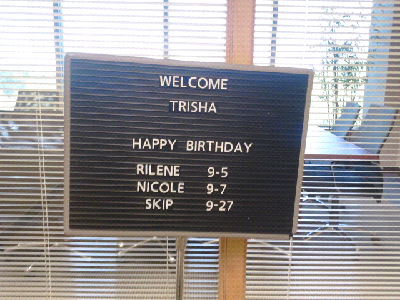 WELCOME
TRISHA
HAPPY BIRTHDAY
RILENE 9-5
NICOLE 9-7
SKIP 9-27